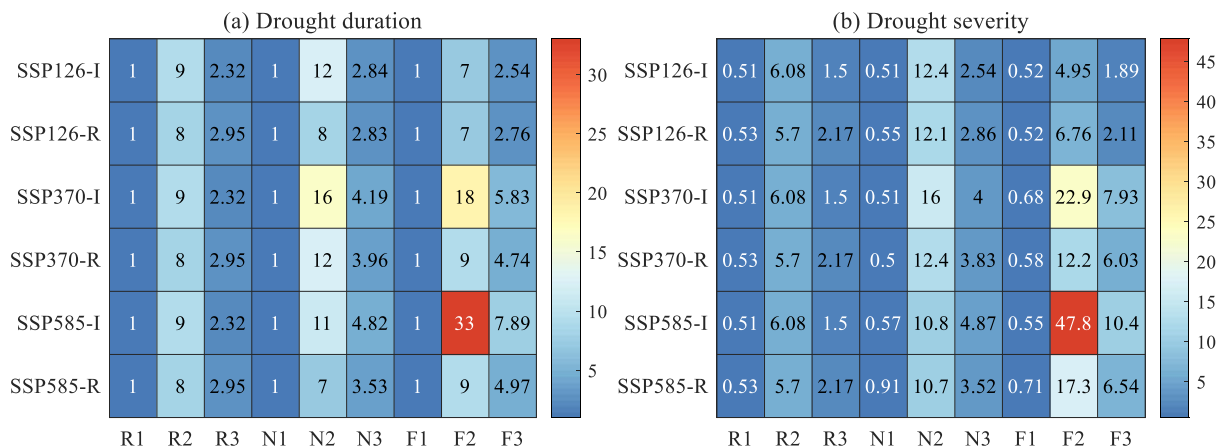 (a) Drought duration
SSP126-I 1 9 2.32 1 12 2.84 1 7 2.54
SSP126-R 1 8 2.95 1 8 2.83 1 7 2.76
SSP370-I 1 9 2.32 1 16 4.19 1 18 5.83
SSP370-R 1 8 2.95 1 12 3.96 1 9 4.74
SSP585-I 1 9 2.32 1 11 4.82 1 33 7.89
SSP585-R 1 8 2.95 1 7 3.53 1 9 4.97
R1 R2 R3 N1 N2 N3 F1 F2 F3
30
25
20
15
10
5
(b) Drought severity
SSP126-I 0.51 6.08 1.5 0.51 12.4 2.54 0.52 4.95 1.89
SSP126-R 0.53 5.7 2.17 0.55 12.1 2.86 0.52 6.76 2.11
SSP370-I 0.51 6.08 1.5 0.51 16 4 0.68 22.9 7.93
SSP370-R 0.53 5.7 2.17 0.5 12.4 3.83 0.58 12.2 6.03
SSP585-I 0.51 6.08 1.5 0.57 10.8 4.87 0.55 47.8 10.4
SSP585-R 0.53 5.7 2.17 0.91 10.7 3.52 0.71 17.3 6.54
R1 R2 R3 N1 N2 N3 F1 F2 F3
45
40
35
30
25
20
15
10
5